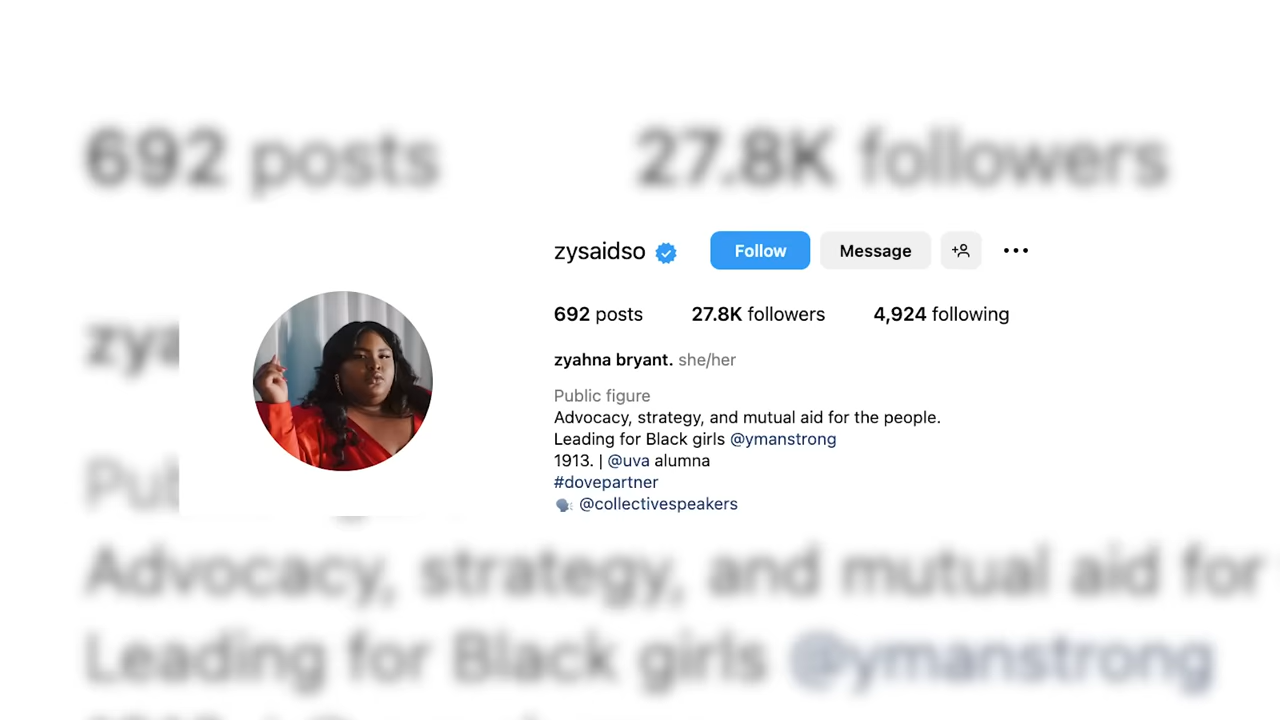 692 posts 27.8K followers
zysaidso Follow Message
692 posts 27.8K followers 4,924 following
zya
zyahna bryant. she/her
Public figure
Advocacy, strategy, and mutual aid for the people.
Leading for Black girls @ymanstrong
1913. | @uva alumna
#dovepartner
@collectivespeakers
Pub
Advocacy, strategy, and mutual aid for
Leading for Black girls @ymanstrong